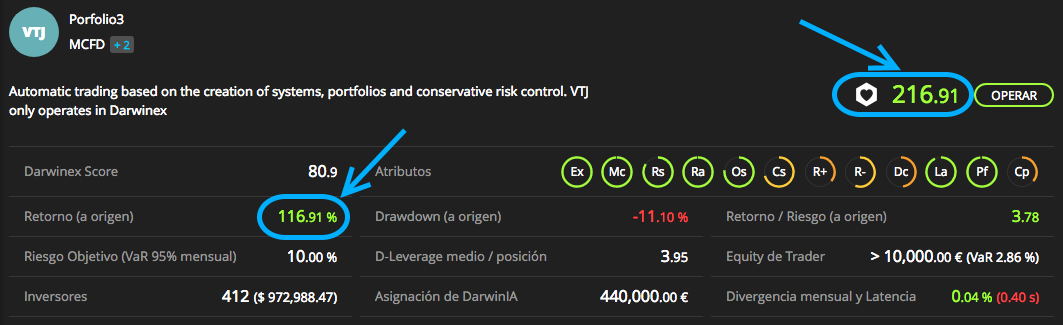 VTJ
Porfolio3
MCFD + 2
Automatic trading based on the creation of systems, portfolios and conservative risk control. VTJ
only operates in Darwinex
216.91 OPERAR
Darwinex Score 80.9 Atributos Ex Mc Rs Ra Os Cs R+ R- Dc La Pf Cp
Retorno (a origen) 116.91 % Drawdown (a origen) -11.10 % Retorno / Riesgo (a origen) 3.78
Riesgo Objetivo (VaR 95% mensual) 10.00 % D-Leverage medio / posición 3.95 Equity de Trader > 10,000.00 € (VaR 2.86 %)
Inversores 412 ($ 972,988.47) Asignación de DarwinIA 440,000.00 € Divergencia mensual y Latencia 0.04 % (0.40 s)